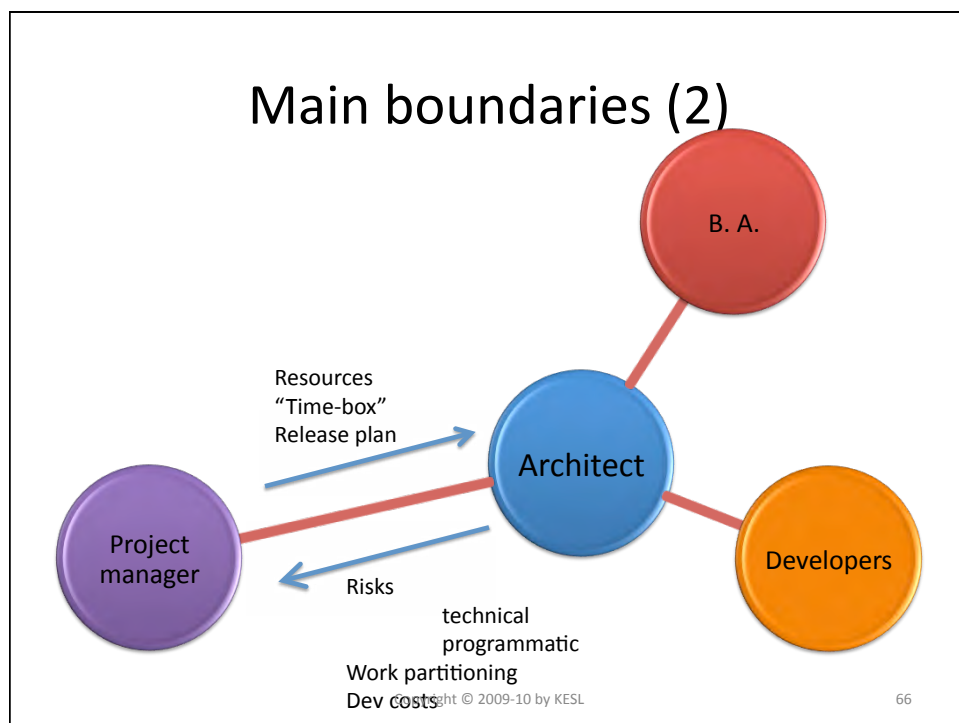 Main boundaries (2)
B. A.
Resources
“Time-box”
Release plan
Architect
Project
manager
Developers
Risks
technical
programmatic
Work partitioning
Dev costs
Copyright © 2009-10 by KESL
66